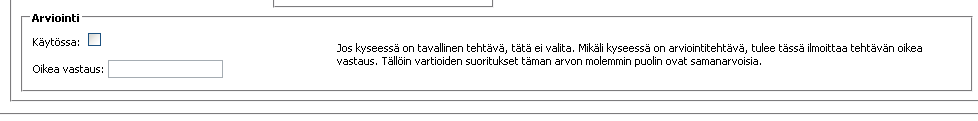 Arviointi
Käytössä:
Jos kyseessä on tavallinen tehtävä, tätä ei valita. Mikäli kyseessä on arviointitehtävä, tulee tässä ilmoittaa tehtävän oikea
vastaus. Tällöin vartioiden suoritukset täman arvon molemmin puolin ovat samanarvoisia.
Oikea vastaus: